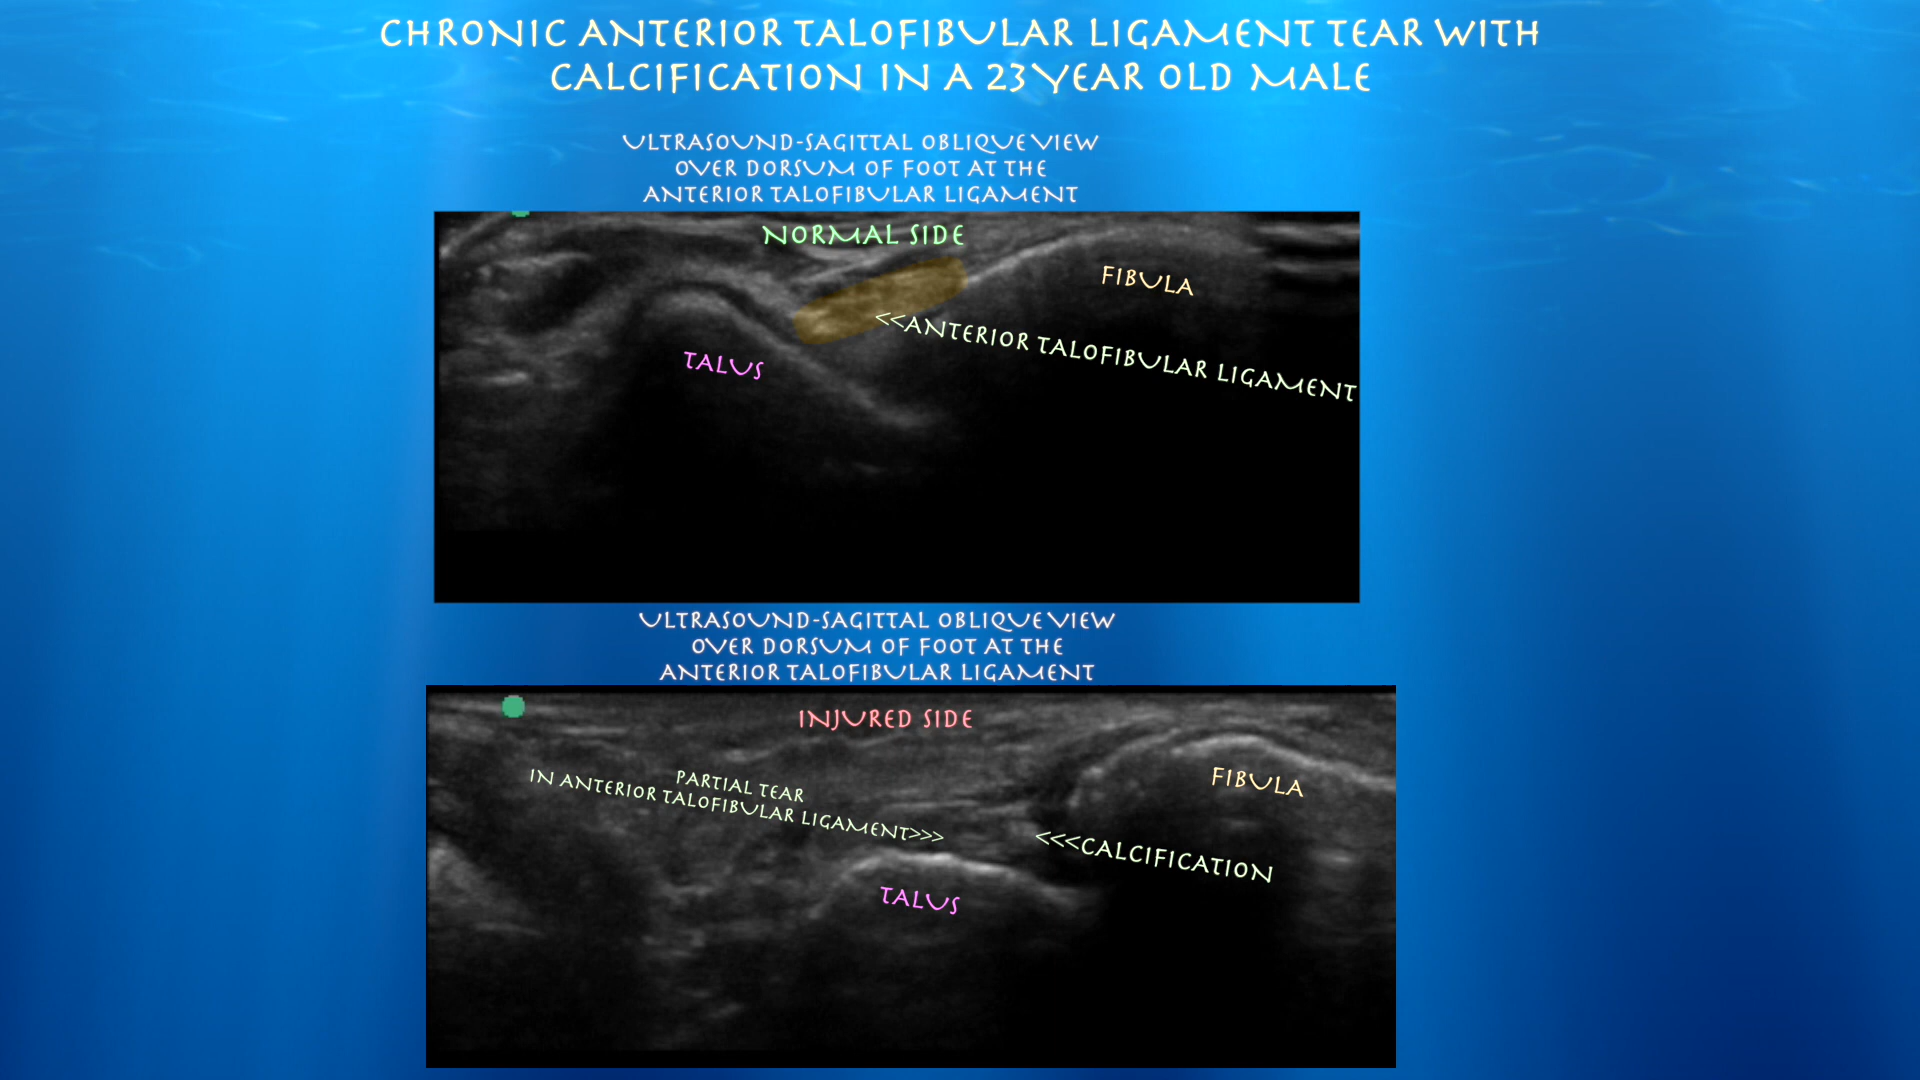 CHRONIC ANTERIOR TALOFIBULAR LIGAMENT TEAR WITH
CALCIFICATION IN A 23 YEAR OLD MALE
ULTRASOUND-SAGITTAL OBLIQUE VIEW
OVER DORSUM OF FOOT AT THE
ANTERIOR TALOFIBULAR LIGAMENT
NORMAL SIDE
FIBULA
<<ANTERIOR TALOFIBULAR LIGAMENT
TALUS
ULTRASOUND-SAGITTAL OBLIQUE VIEW
OVER DORSUM OF FOOT AT THE
ANTERIOR TALOFIBULAR LIGAMENT
INJURED SIDE
PARTIAL TEAR
IN ANTERIOR TALOFIBULAR LIGAMENT>>>
FIBULA
<<<CALCIFICATION
TALUS